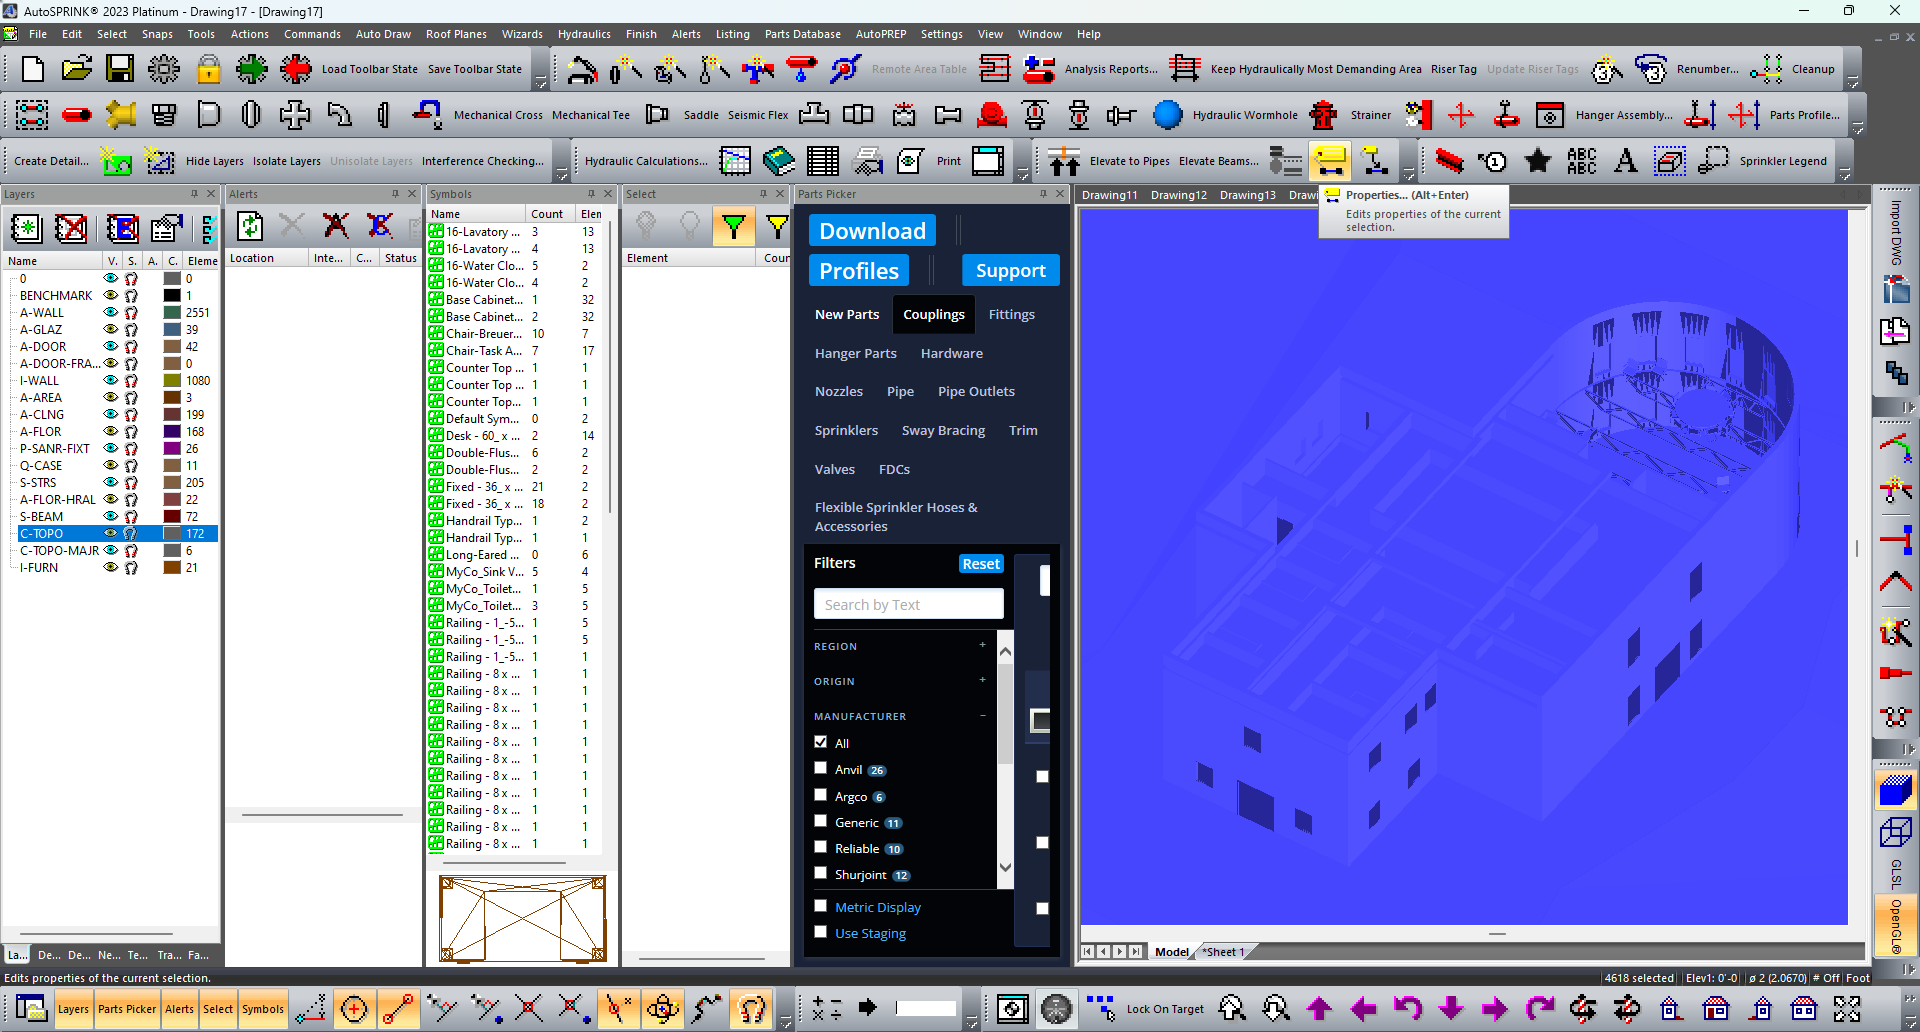 AutoSPRINK® 2023 Platinum - Drawing17 - [Drawing17]
File Edit Select Snaps Tools Actions Commands Auto Draw Roof Planes Wizards Hydraulics Finish Alerts Listing Parts Database AutoPREP Settings View Window Help
Load Toolbar State Save Toolbar State Remote Area Table Analysis Reports... Keep Hydraulically Most Demanding Area Riser Tag Update Riser Tags Renumber... Cleanup
Mechanical Cross Mechanical Tee Saddle Seismic Flex Hydraulic Wormhole Strainer Hanger Assembly... Parts Profile...
Create Detail... Hide Layers Isolate Layers Unisolate Layers Interference Checking... Hydraulic Calculations... Print Elevate to Pipes Elevate Beams... ABC ABC A Sprinkler Legend
Layers
Name V. S. A. C. Eleme
0 0
BENCHMARK 1
A-WALL 2551
A-GLAZ 39
A-DOOR 42
A-DOOR-FRA... 0
I-WALL 1080
A-AREA 3
A-CLNG 199
A-FLOR 168
P-SANR-FIXT 26
Q-CASE 11
S-STRS 205
A-FLOR-HRAL 22
S-BEAM 72
C-TOPO 172
C-TOPO-MAJR 6
I-FURN 21
La... De... De... Ne... Te... Tra... Fa...
Alerts
Location Inte... C... Status
Symbols
Name Count Elen
16-Lavatory ... 3 13
16-Lavatory ... 4 13
16-Water Clo... 5 2
16-Water Clo... 4 2
Base Cabinet... 1 32
Base Cabinet... 2 32
Chair-Breuer... 10 7
Chair-Task A... 7 17
Counter Top ... 1 1
Counter Top ... 1 1
Counter Top... 1 1
Default Sym... 0 2
Desk - 60_ x ... 2 14
Double-Flus... 6 2
Double-Flus... 2 2
Fixed - 36_ x ... 21 2
Fixed - 36_ x ... 18 2
Handrail Typ... 1 2
Handrail Typ... 1 1
Long-Eared ... 0 6
MyCo_Sink V... 5 4
MyCo_Toilet... 1 5
MyCo_Toilet... 3 5
Railing - 1_-5... 1 5
Railing - 1_-5... 1 5
Railing - 1_-5... 1 1
Railing - 8 x ... 1 1
Railing - 8 x ... 1 1
Railing - 8 x ... 1 1
Railing - 8 x ... 1 1
Railing - 8 x ... 1 1
Railing - 8 x ... 1 1
Railing - 8 x ... 1 1
Railing - 8 x ... 1 1
Railing - 8 x ... 1 1
Railing - 8 x ... 1 1
Railing - 8 x ... 1 1
Select
Element Coun
Parts Picker
Download
Profiles Support
New Parts Couplings Fittings
Hanger Parts Hardware
Nozzles Pipe Pipe Outlets
Sprinklers Sway Bracing Trim
Valves FDCs
Flexible Sprinkler Hoses &
Accessories
Filters Reset
Search by Text
REGION +
ORIGIN +
MANUFACTURER −
All
Anvil 26
Argco 6
Generic 11
Reliable 10
Shurjoint 12
Metric Display
Use Staging
Drawing11 Drawing12 Drawing13 Drawi
Properties... (Alt+Enter)
Edits properties of the current
selection.
Model *Sheet 1
Import DWG
GLSL
OpenGL®
Edits properties of the current selection.
4618 selected Elev1: 0'-0 ø 2 (2.0670) # Off Foot
Layers Parts Picker Alerts Select Symbols Lock On Target